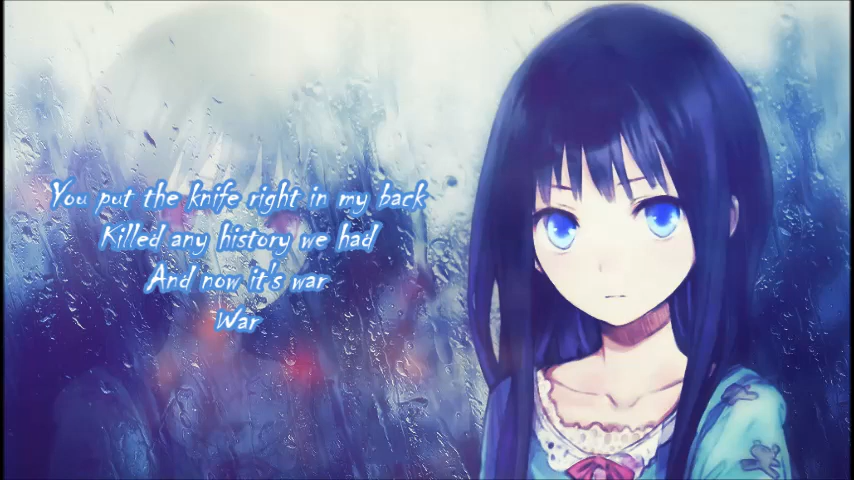 You put the knife right in my back
Killed any history we had
And now it's war
War